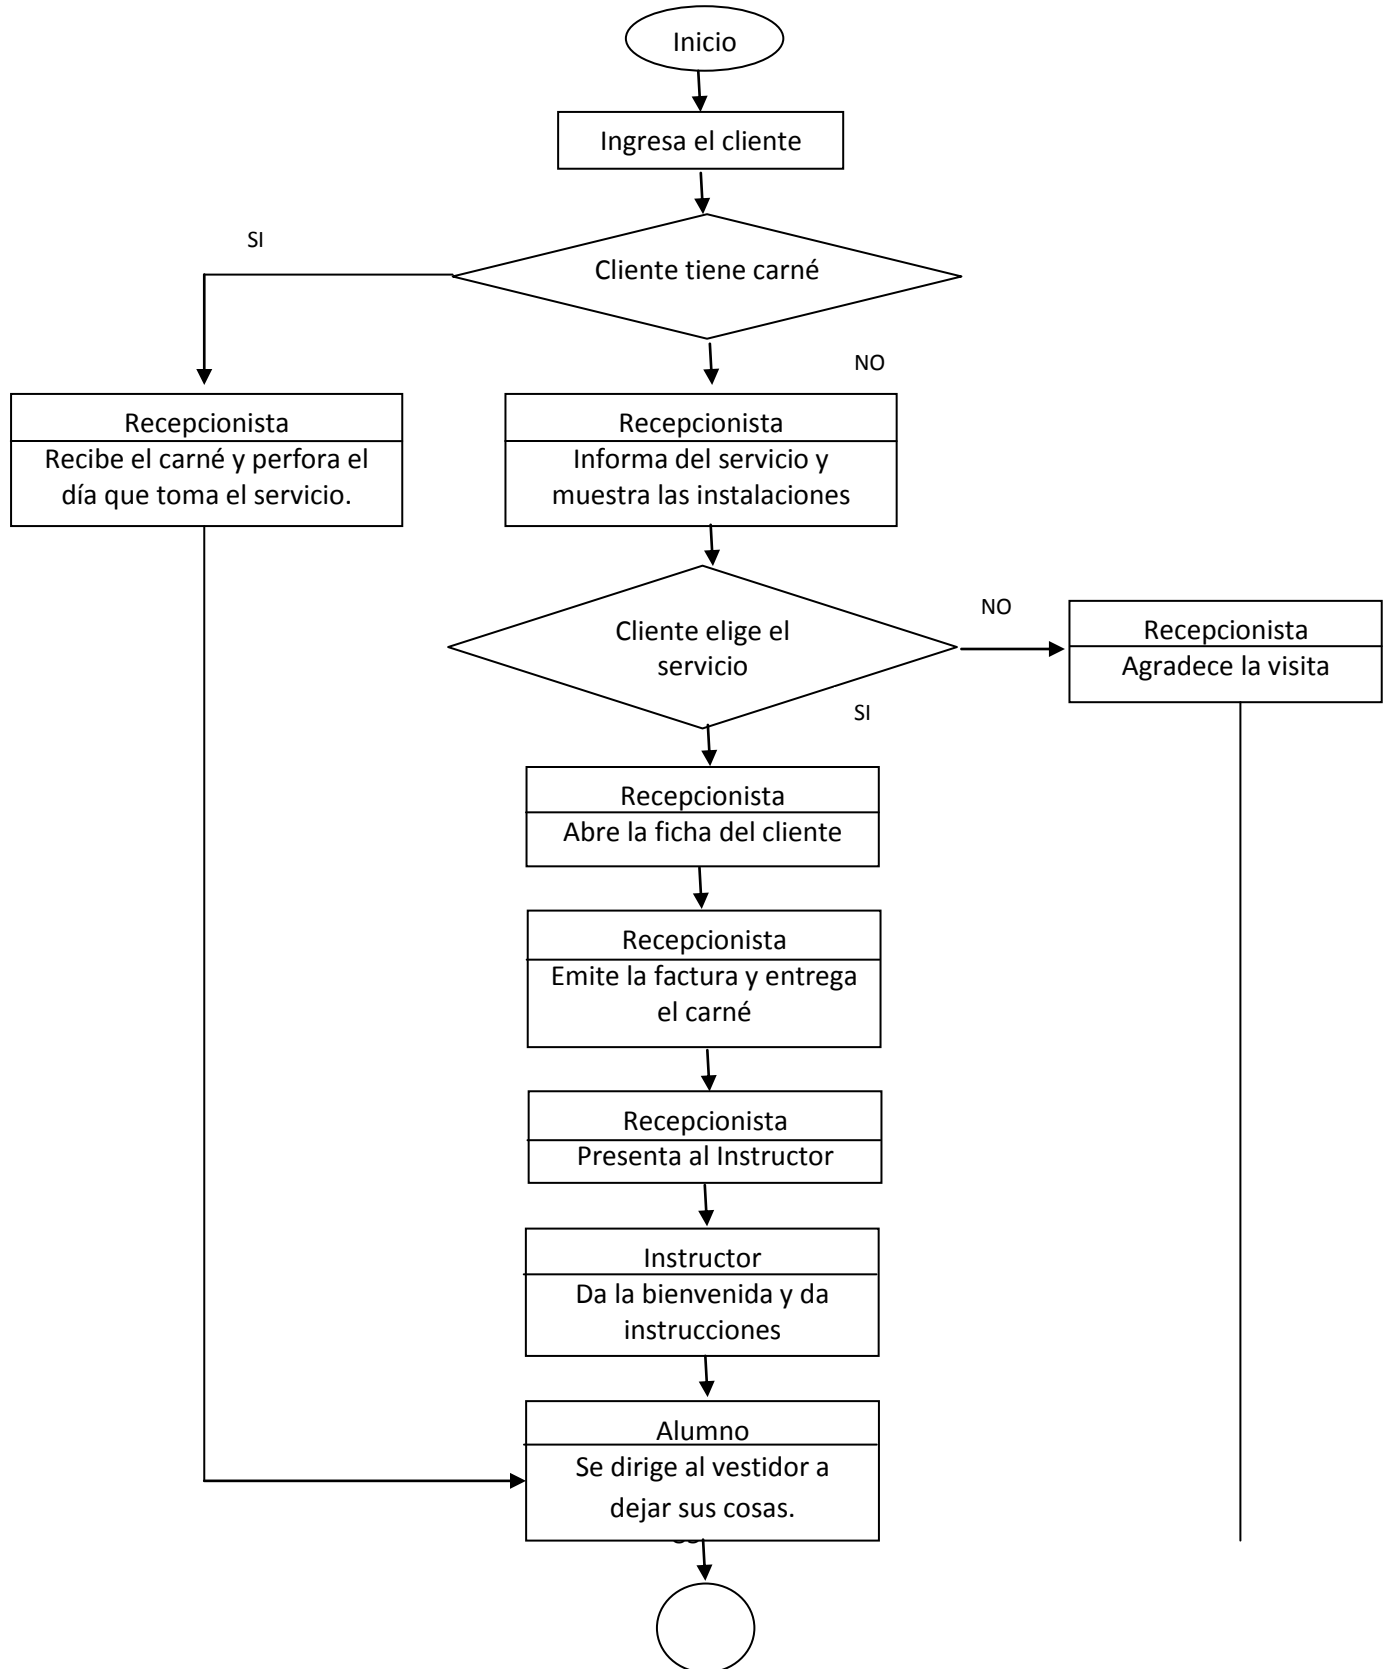 Inicio
Ingresa el cliente
SI
Cliente tiene carné
NO
Recepcionista
Recibe el carné y perfora el
día que toma el servicio.
Recepcionista
Informa del servicio y
muestra las instalaciones
Cliente elige el
servicio
NO
Recepcionista
Agradece la visita
SI
Recepcionista
Abre la ficha del cliente
Recepcionista
Emite la factura y entrega
el carné
Recepcionista
Presenta al Instructor
Instructor
Da la bienvenida y da
instrucciones
Alumno
Se dirige al vestidor a
dejar sus cosas.